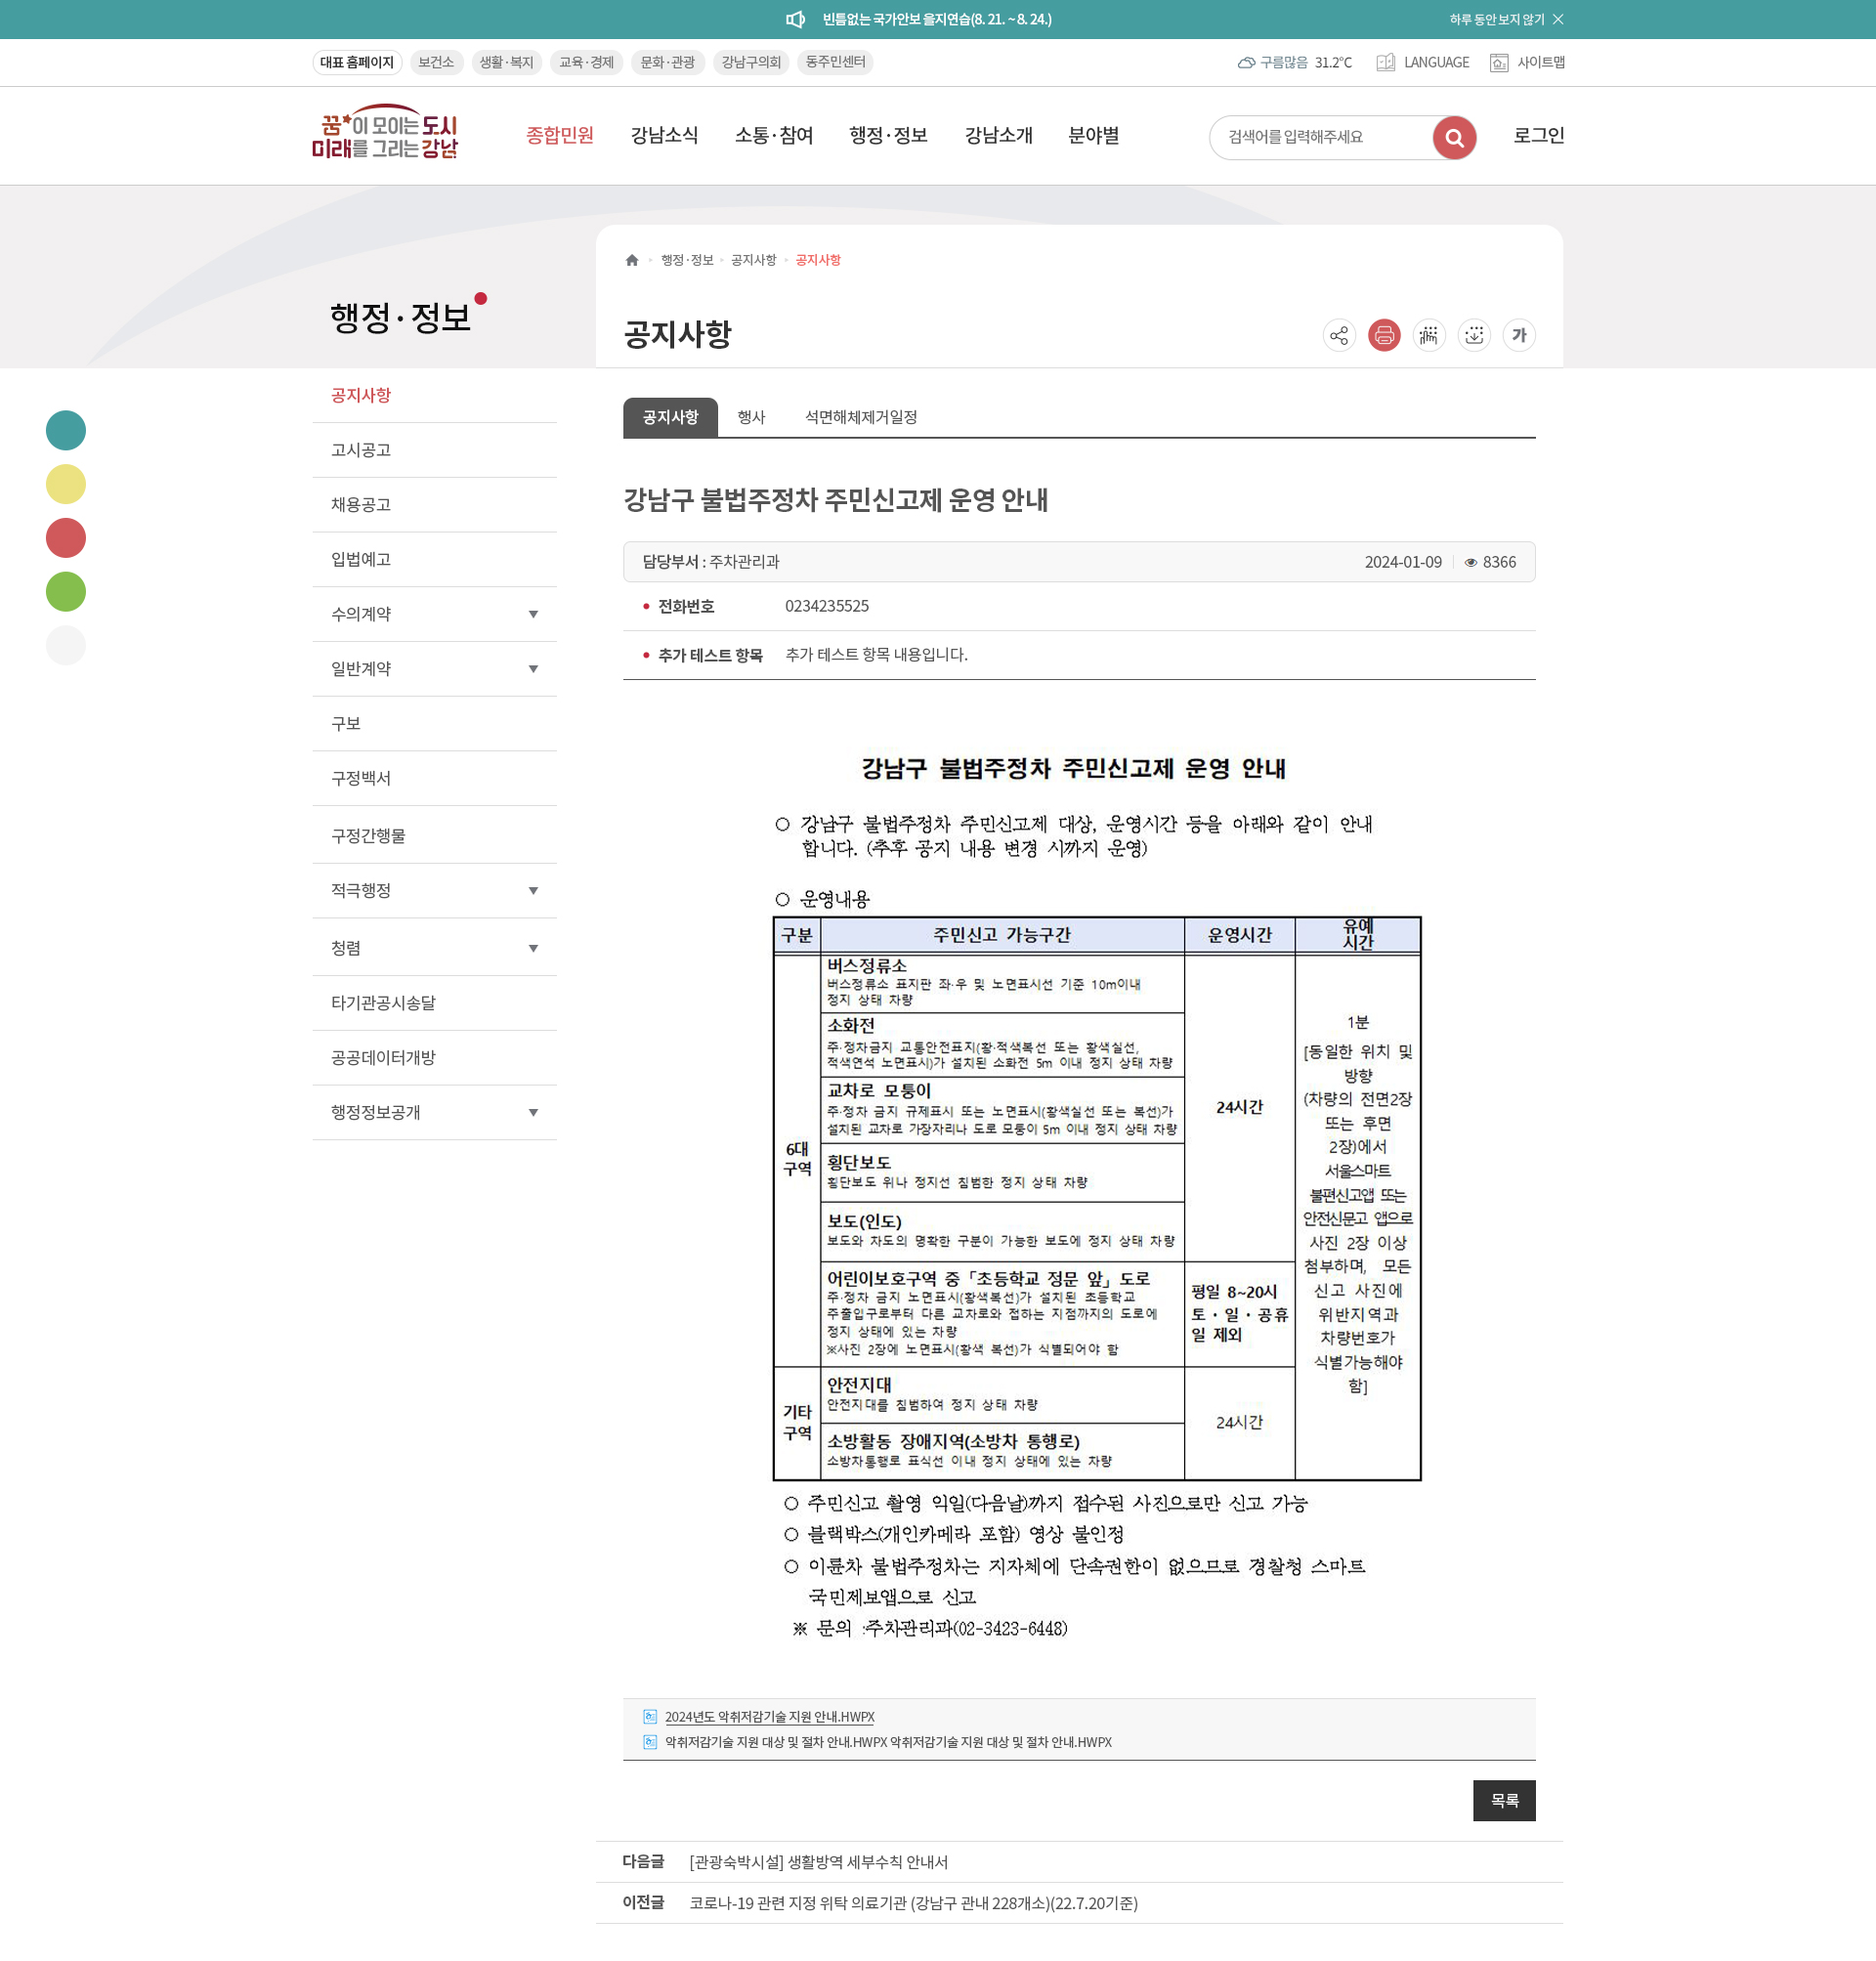 빈틈없는 국가안보 을지연습(8. 21. ~ 8. 24.)
하루 동안 보지 않기
대표 홈페이지
보건소
생활·복지
교육·경제
문화·관광
강남구의회
동주민센터
구름많음 31.2℃
LANGUAGE
사이트맵
꿈이 모이는 도시
미래를 그리는 강남
종합민원
강남소식
소통·참여
행정·정보
강남소개
분야별
검색어를 입력해주세요
로그인
행정·정보
공지사항
공지사항
행정·정보
공지사항
가
공지사항
고시공고
채용공고
입법예고
수의계약
일반계약
구보
구정백서
구정간행물
적극행정
청렴
타기관공시송달
공공데이터개방
행정정보공개
공지사항
행사
석면해체제거일정
강남구 불법주정차 주민신고제 운영 안내
담당부서 : 주차관리과
2024-01-09
8366
전화번호 0234235525
추가 테스트 항목 추가 테스트 항목 내용입니다.
강남구 불법주정차 주민신고제 운영 안내
○ 강남구 불법주정차 주민신고제 대상, 운영시간 등을 아래와 같이 안내
합니다. (추후 공지 내용 변경 시까지 운영)
○ 운영내용
구분
주민신고 가능구간
운영시간
유예
시간
6대
구역
버스정류소
버스정류소 표지판 좌·우 및 노면표시선 기준 10m이내
정지 상태 차량
소화전
주·정차금지 교통안전표지(황·적색복선 또는 황색실선,
적색연석 노면표시)가 설치된 소화전 5m 이내 정지 상태 차량
교차로 모퉁이
주·정차 금지 규제표시 또는 노면표시(황색실선 또는 복선)가
설치된 교차로 가장자리나 도로 모퉁이 5m 이내 정지 상태 차량
횡단보도
횡단보도 위나 정지선 침범한 정지 상태 차량
보도(인도)
보도와 차도의 명확한 구분이 가능한 보도에 정지 상태 차량
24시간
어린이보호구역 중「초등학교 정문 앞」도로
주·정차 금지 노면표시(황색복선)가 설치된 초등학교
주출입구로부터 다른 교차로와 접하는 지점까지의 도로에
정지 상태에 있는 차량
※사진 2장에 노면표시(황색 복선)가 식별되어야 함
평일 8~20시
토·일·공휴
일 제외
기타
구역
안전지대
안전지대를 침범하여 정지 상태 차량
소방활동 장애지역(소방차 통행로)
소방차통행로 표식선 이내 정지 상태에 있는 차량
24시간
1분
[동일한 위치 및
방향
(차량의 전면2장
또는 후면
2장)에서
서울스마트
불편신고앱 또는
안전신문고 앱으로
사진 2장 이상
첨부하며, 모든
신고 사진에
위반지역과
차량번호가
식별가능해야
함]
○ 주민신고 촬영 익일(다음날)까지 접수된 사진으로만 신고 가능
○ 블랙박스(개인카메라 포함) 영상 불인정
○ 이륜차 불법주정차는 지자체에 단속권한이 없으므로 경찰청 스마트
국민제보앱으로 신고
※ 문의 :주차관리과(02-3423-6448)
2024년도 악취저감기술 지원 안내.HWPX
악취저감기술 지원 대상 및 절차 안내.HWPX 악취저감기술 지원 대상 및 절차 안내.HWPX
목록
다음글 [관광숙박시설] 생활방역 세부수칙 안내서
이전글 코로나-19 관련 지정 위탁 의료기관 (강남구 관내 228개소)(22.7.20기준)